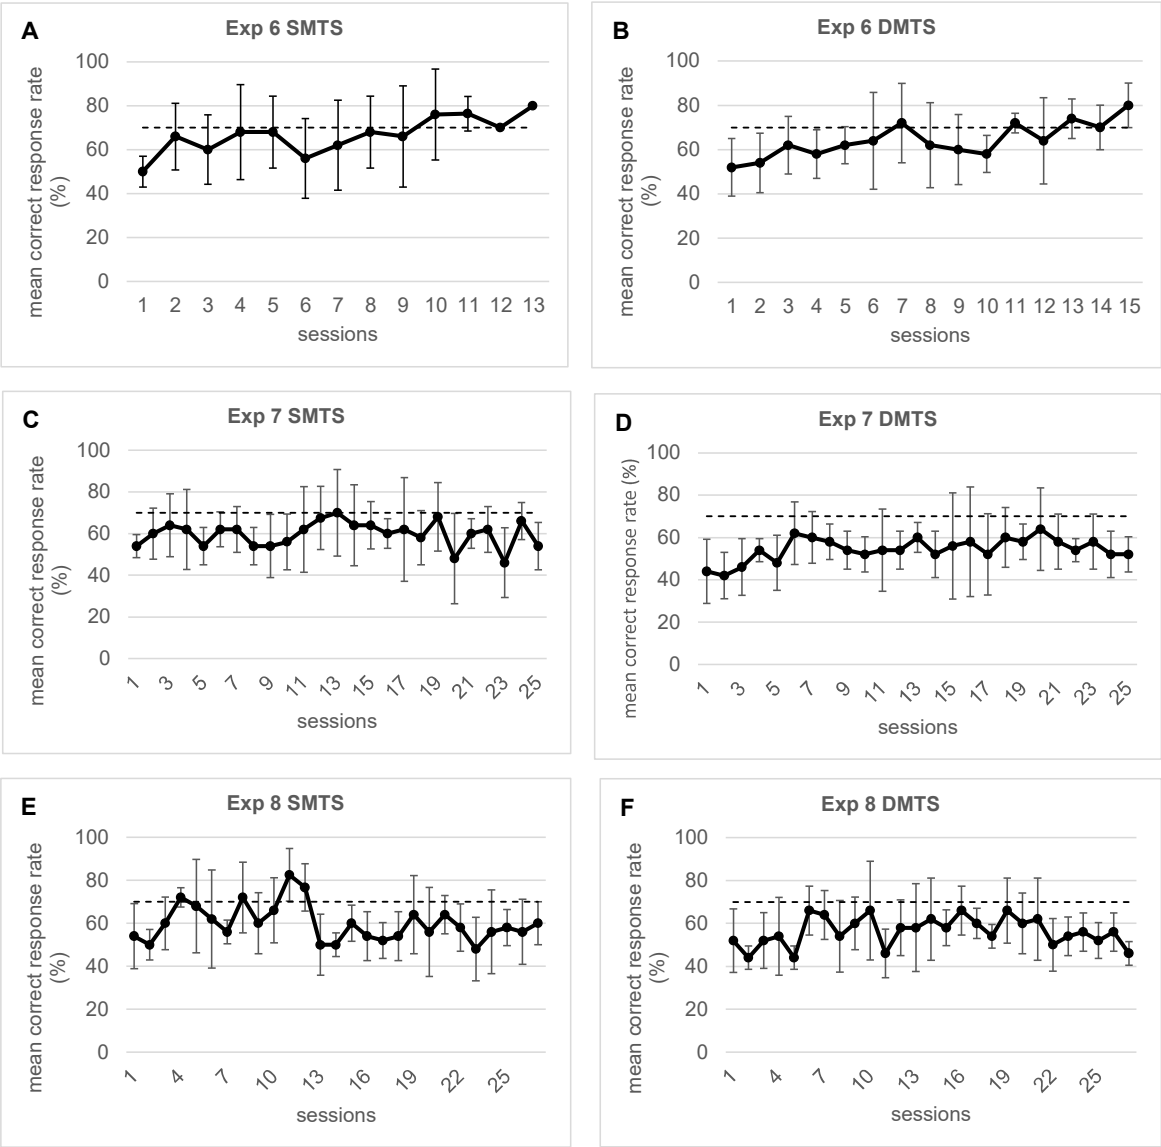 A
Exp 6 SMTS
mean correct response rate
(%)
100
80
60
40
20
0
1 2 3 4 5 6 7 8 9 10 11 12 13
sessions
B
Exp 6 DMTS
mean correct response rate
(%)
100
80
60
40
20
0
1 2 3 4 5 6 7 8 9 10 11 12 13 14 15
sessions
C
Exp 7 SMTS
mean correct response rate
(%)
100
80
60
40
20
0
1 3 5 7 9 11 13 15 17 19 21 23 25
sessions
D
Exp 7 DMTS
mean correct response rate (%)
100
80
60
40
20
0
1 3 5 7 9 11 13 15 17 19 21 23 25
sessions
E
Exp 8 SMTS
mean correct response rate
(%)
100
80
60
40
20
0
1 4 7 10 13 16 19 22 25
sessions
F
Exp 8 DMTS
mean correct response rate
(%)
100
80
60
40
20
0
1 4 7 10 13 16 19 22 25
sessions